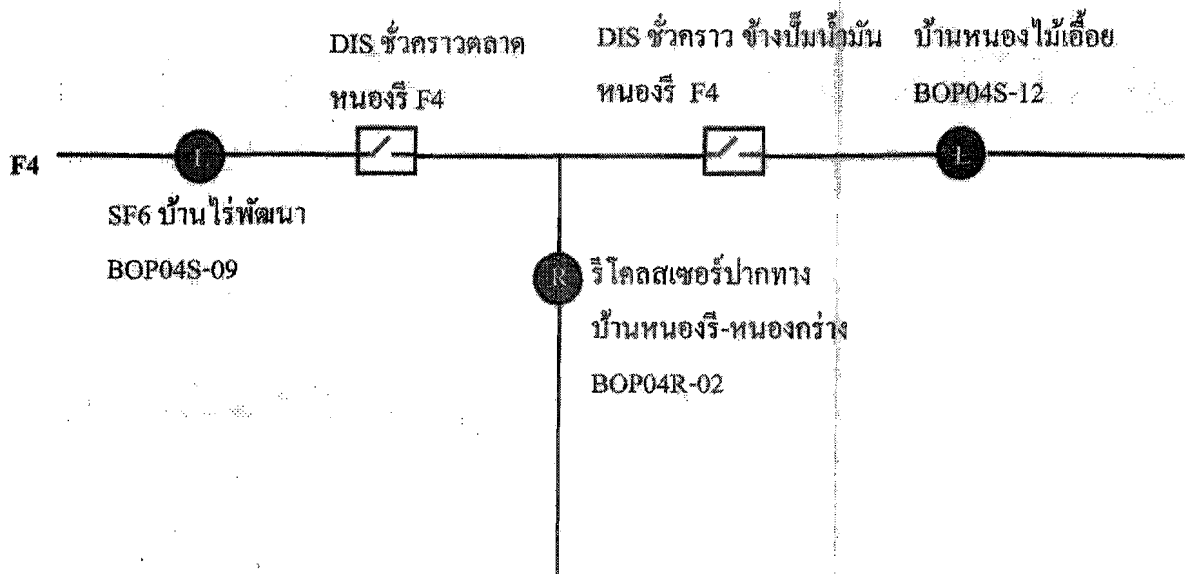 DIS ชั่วคราวตลาด
หนองรี F4
DIS ชั่วคราว ข้างปั๊มน้ำมัน
หนองรี F4
บ้านหนองไม้เอื้อย
BOP04S-12
F4
L
SF6 บ้านไร่พัฒนา
BOP04S-09
R
รีโคลสเซอร์ปากทาง
บ้านหนองรี-หนองกร่าง
BOP04R-02